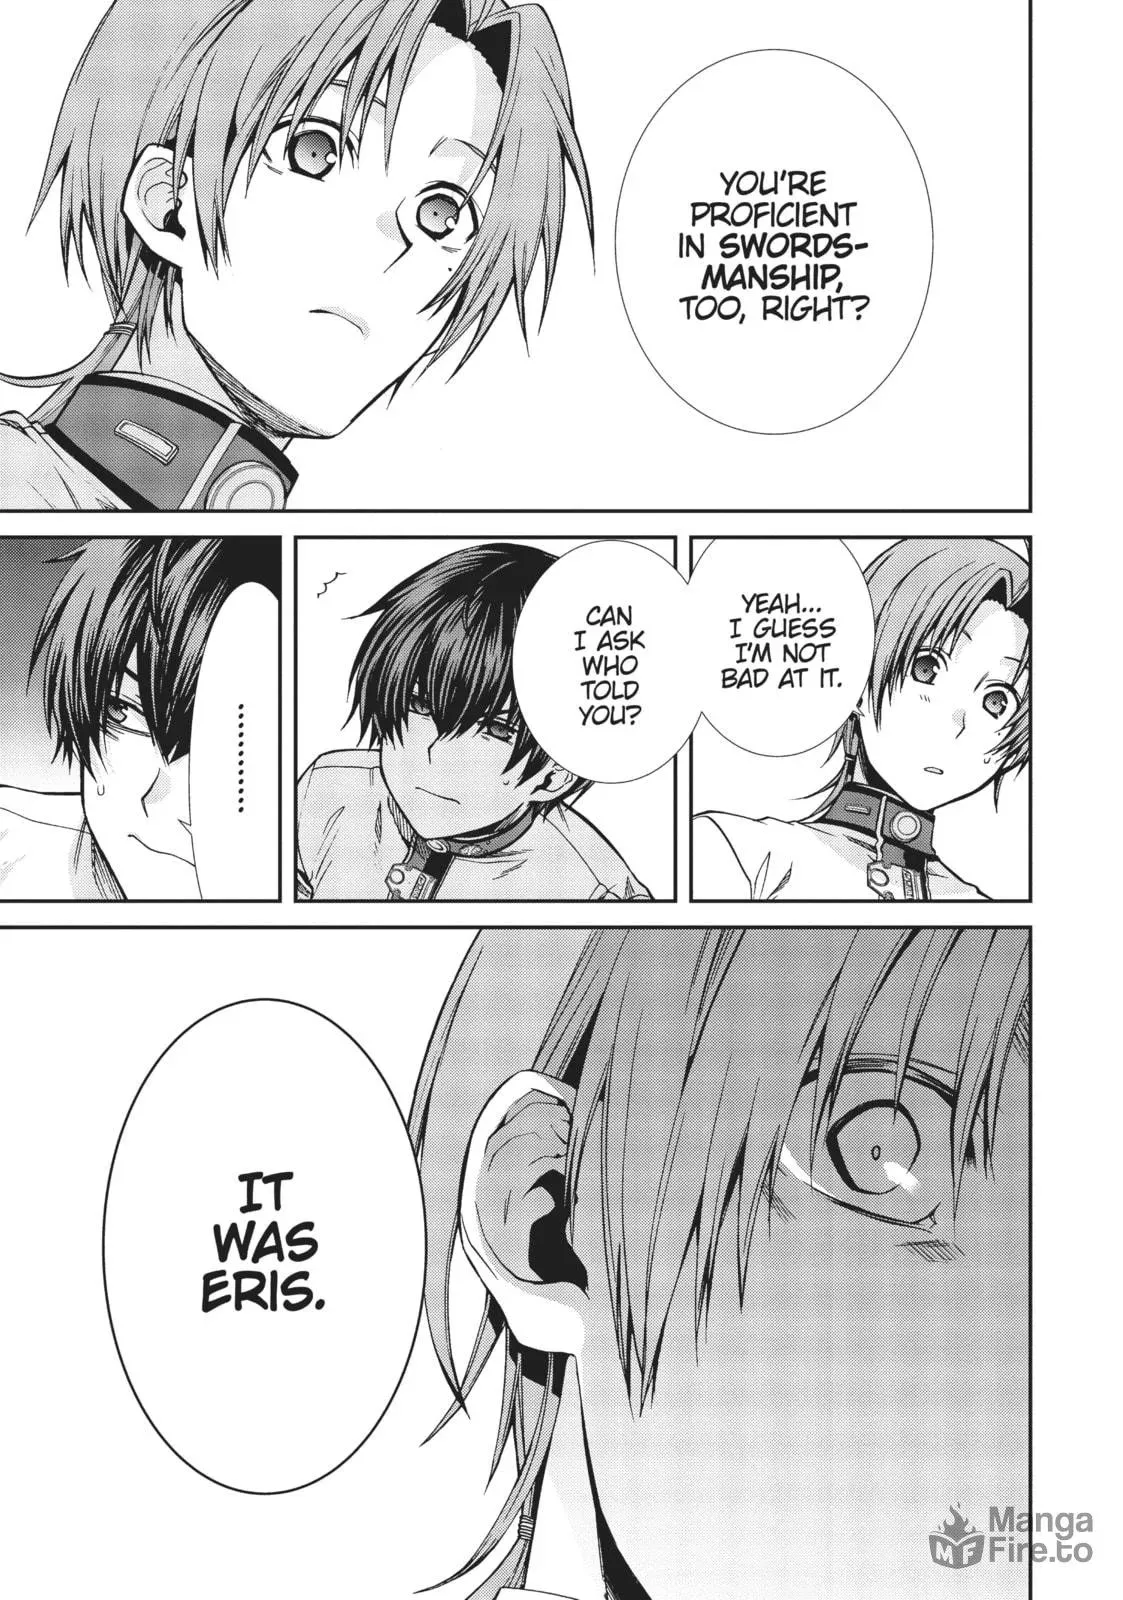 YOU'RE
PROFICIENT
IN SWORDS-
MANSHIP,
TOO, RIGHT?
YEAH...
I GUESS
I'M NOT
BAD AT IT.
CAN
I ASK
WHO
TOLD
YOU?
..........
IT
WAS
ERIS.
Manga
Fire.to
MF